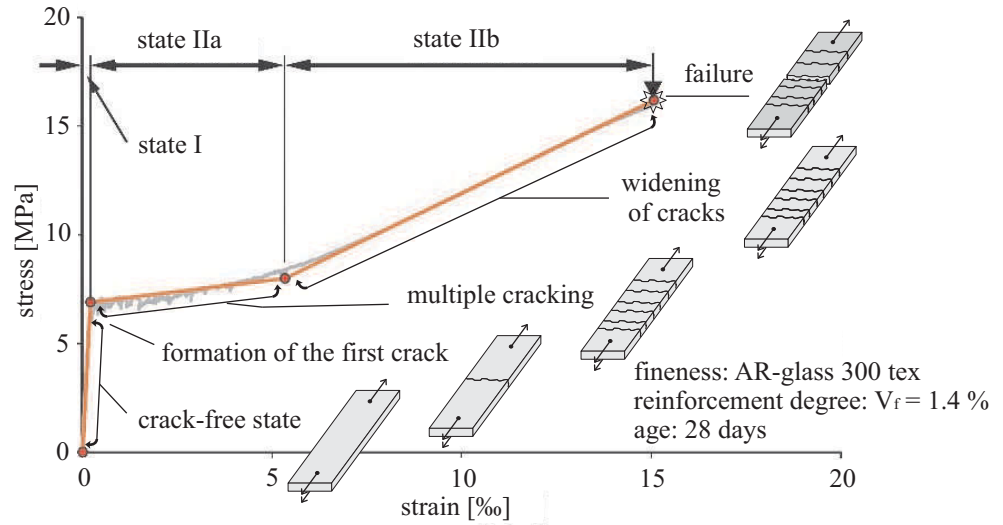 20
state IIa
state IIb
failure
state I
15
widening
of cracks
stress [MPa]
10
multiple cracking
formation of the first crack
5
fineness: AR-glass 300 tex
reinforcement degree: Vf = 1.4 %
crack-free state
age: 28 days
0
0
5
10
15
20
strain [‰]